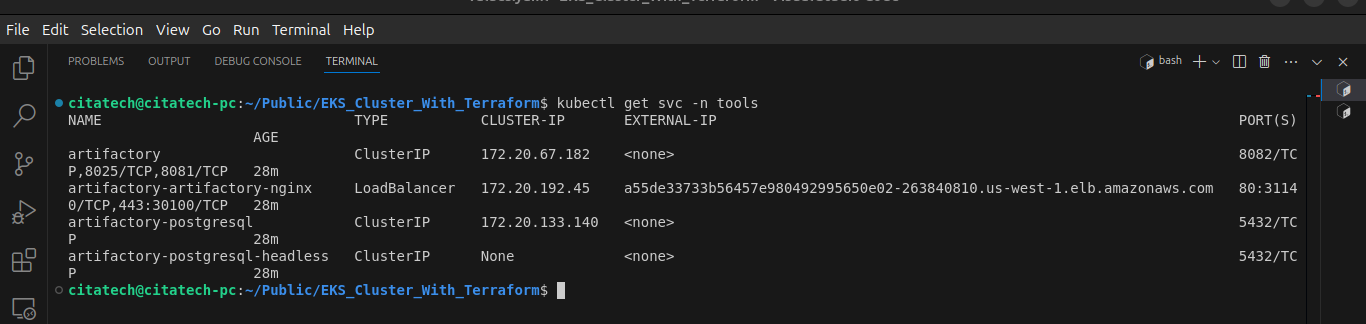 File Edit Selection View Go Run Terminal Help
PROBLEMS OUTPUT DEBUG CONSOLE TERMINAL bash
citatech@citatech-pc:~/Public/EKS_Cluster_With_Terraform$ kubectl get svc -n tools
NAME TYPE CLUSTER-IP EXTERNAL-IP PORT(S)
AGE
artifactory ClusterIP 172.20.67.182 <none> 8082/TC
P,8025/TCP,8081/TCP 28m
artifactory-artifactory-nginx LoadBalancer 172.20.192.45 a55de33733b56457e980492995650e02-263840810.us-west-1.elb.amazonaws.com 80:3114
0/TCP,443:30100/TCP 28m
artifactory-postgresql ClusterIP 172.20.133.140 <none> 5432/TC
P 28m
artifactory-postgresql-headless ClusterIP None <none> 5432/TC
P 28m
citatech@citatech-pc:~/Public/EKS_Cluster_With_Terraform$